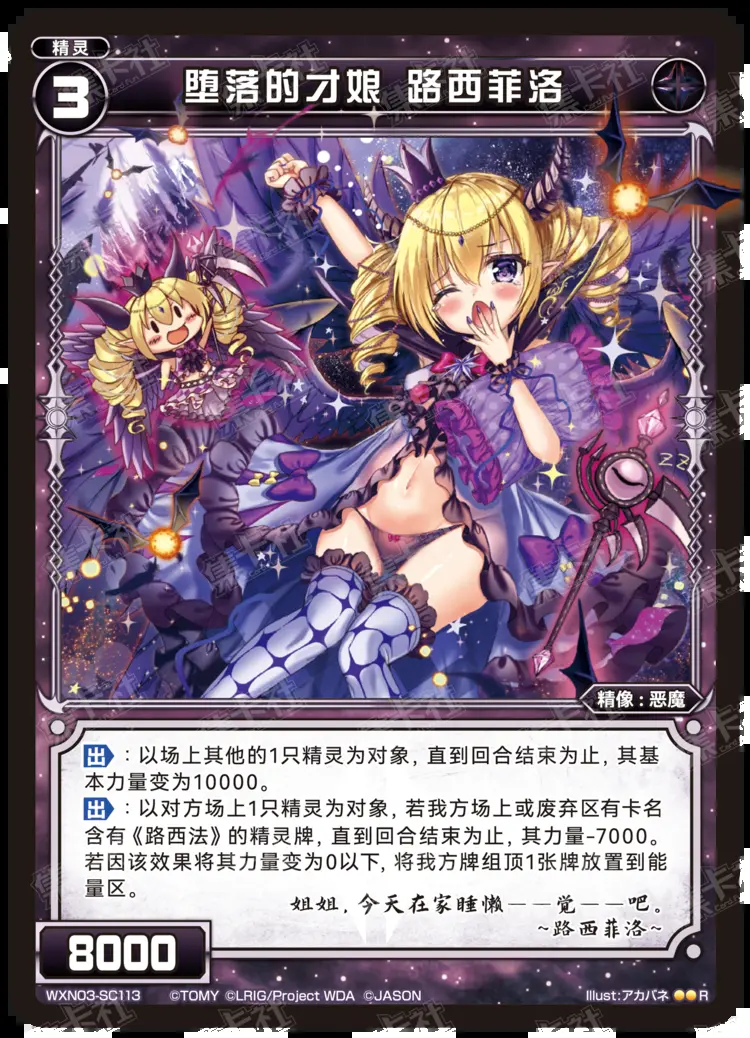 精灵
3
堕落的才娘 路西菲洛
ZZ
精像：恶魔
出：以场上其他的1只精灵为对象，直到回合结束为止，其基
本力量变为10000。
出：以对方场上1只精灵为对象，若我方场上或废弃区有卡名
含有《路西法》的精灵牌，直到回合结束为止，其力量-7000。
若因该效果将其力量变为0以下，将我方牌组顶1张牌放置到能
量区。
姐姐，今天在家睡懒——觉——吧。
~路西菲洛~
8000
WXN03-SC113 ©TOMY ©LRIG/Project WDA ©JASON Illust:アカバネ R
集卡社